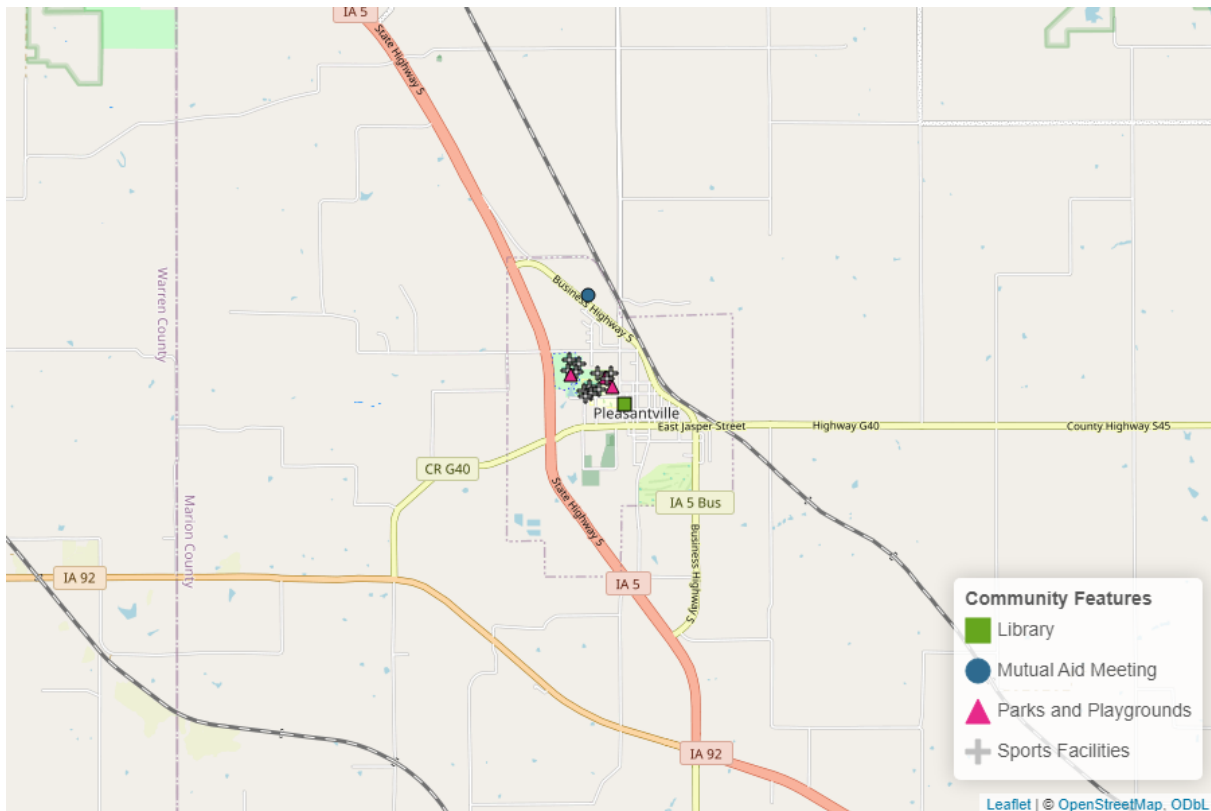 IA 5
State Highway 5
Warren County
Marion County
Business Highway 5
Pleasantville
East Jasper Street
Highway G40
County Highway S45
CR G40
IA 5 Bus
State Highway 5
Business Highway 5
IA 92
IA 5
IA 92
Community Features
Library
Mutual Aid Meeting
Parks and Playgrounds
Sports Facilities
Leaflet | © OpenStreetMap, ODbL